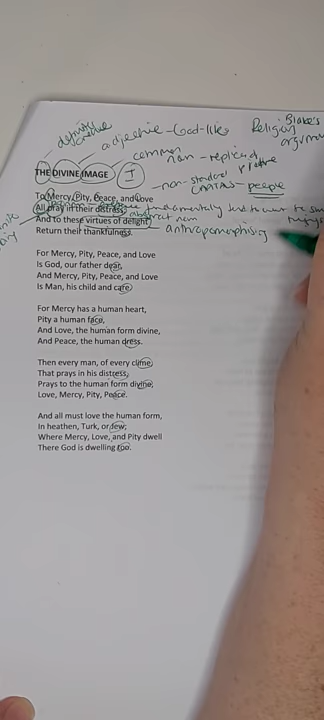 Blake's
definite
adjective - God-like Religious
common
noun - replicated
THE DIVINE IMAGE I
non-standard
CAPITALS - people
To Mercy, Pity, Peace, and Love
All pray in their distress;
fundamentally
And to these virtues of delight
abstract noun
Return their thankfulness.
anthropomorphising
For Mercy, Pity, Peace, and Love
Is God, our father dear,
And Mercy, Pity, Peace, and Love
Is Man, his child and care.
For Mercy has a human heart,
Pity a human face,
And Love, the human form divine,
And Peace, the human dress.
Then every man, of every clime,
That prays in his distress,
Prays to the human form divine,
Love, Mercy, Pity, Peace.
And all must love the human form,
In heathen, Turk, or Jew;
Where Mercy, Love, and Pity dwell
There God is dwelling too.